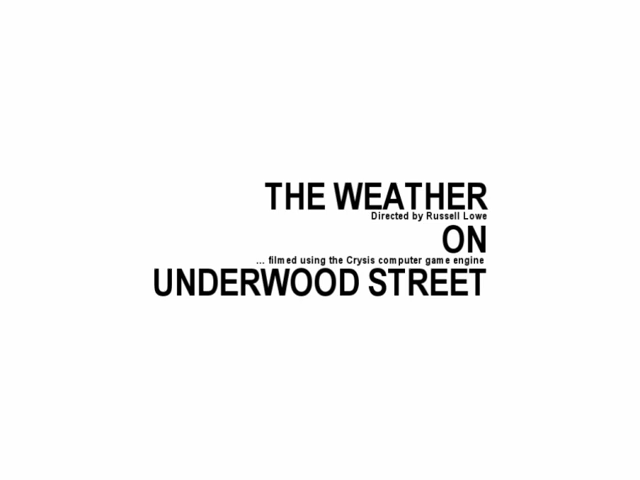 THE WEATHER
Directed by Russell Lowe
ON
... filmed using the Crysis computer game engine
UNDERWOOD STREET